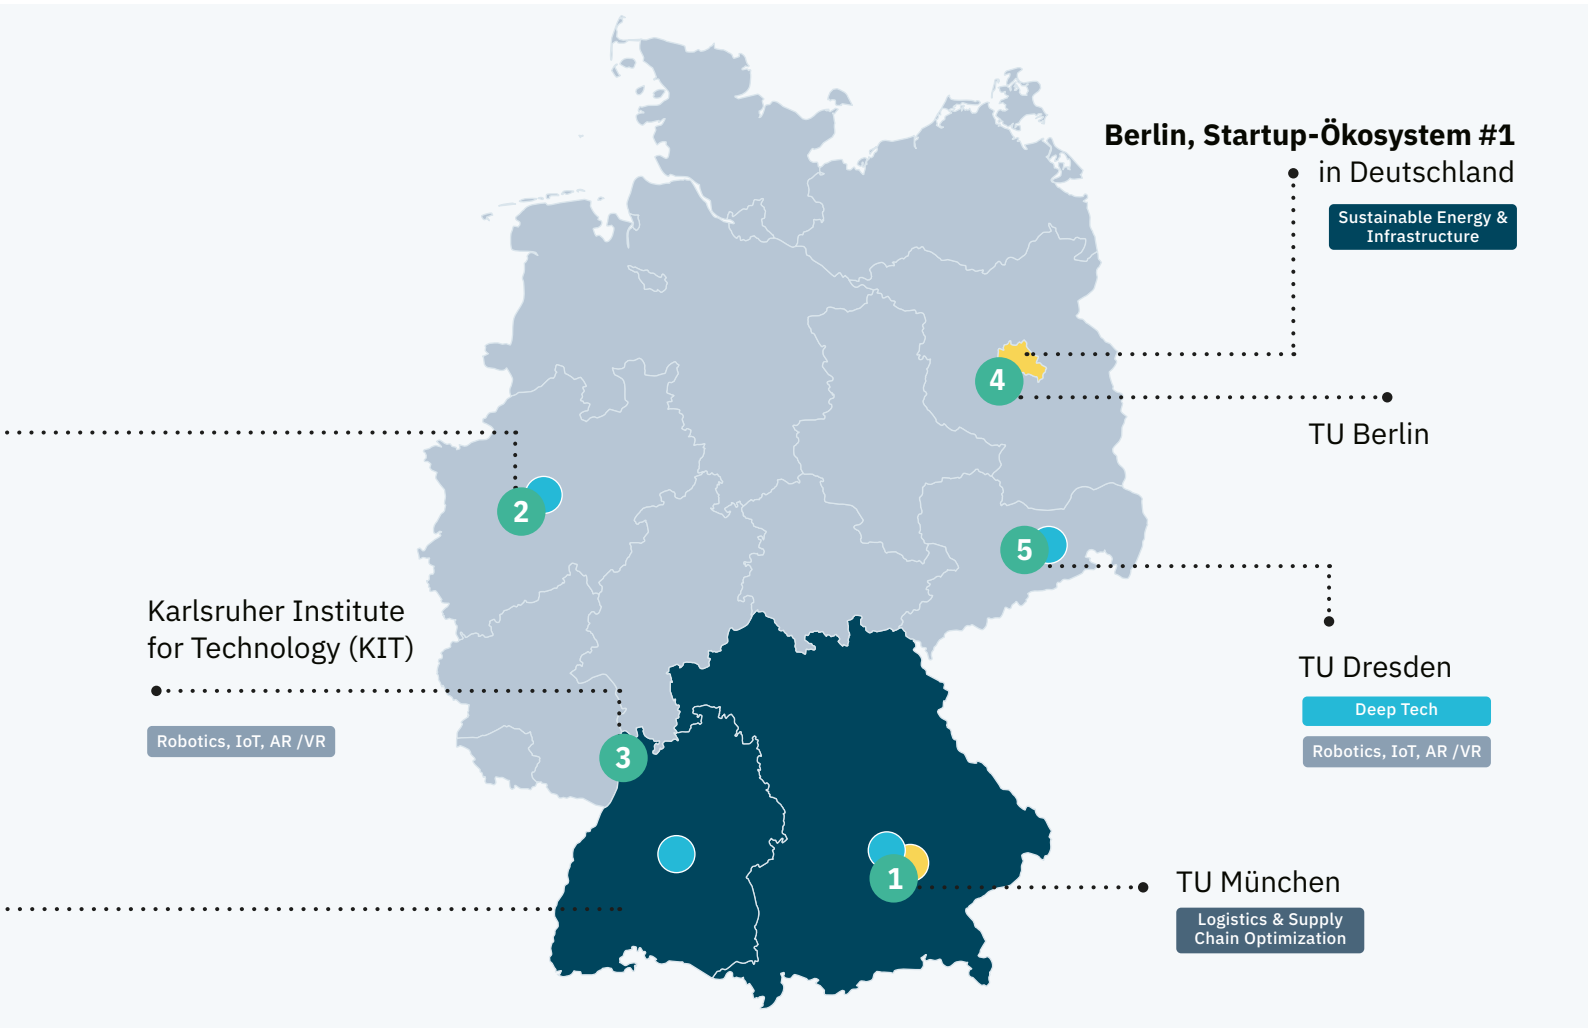 Berlin, Startup-Ökosystem #1
in Deutschland
Sustainable Energy &
Infrastructure
4
TU Berlin
2
5
Karlsruher Institute
for Technology (KIT)
Robotics, IoT, AR /VR
TU Dresden
Deep Tech
Robotics, IoT, AR /VR
3
1
TU München
Logistics & Supply
Chain Optimization